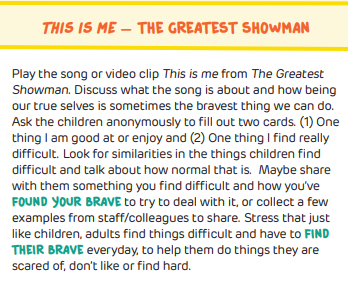 THIS IS ME – THE GREATEST SHOWMAN
Play the song or video clip This is me from The Greatest
Showman. Discuss what the song is about and how being
our true selves is sometimes the bravest thing we can do.
Ask the children anonymously to fill out two cards. (1) One
thing I am good at or enjoy and (2) One thing I find really
difficult. Look for similarities in the things children find
difficult and talk about how normal that is. Maybe share
with them something you find difficult and how you've
FOUND YOUR BRAVE to try to deal with it, or collect a few
examples from staff/colleagues to share. Stress that just
like children, adults find things difficult and have to FIND
THEIR BRAVE everyday, to help them do things they are
scared of, don't like or find hard.